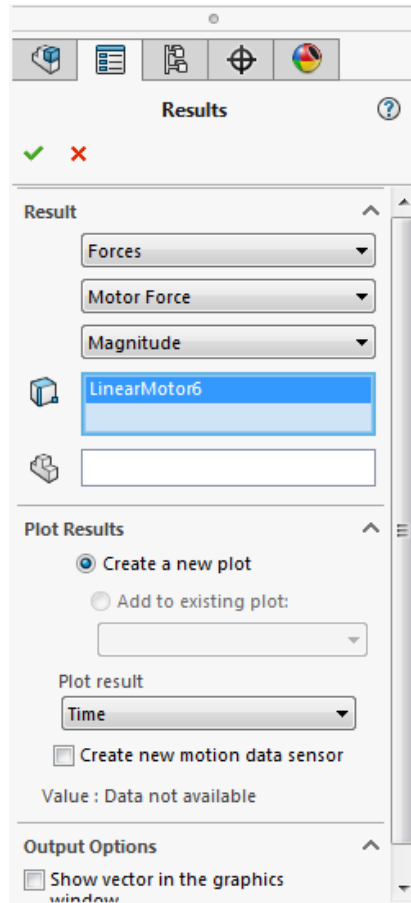 Results
?
Result
Forces
Motor Force
Magnitude
LinearMotor6
Plot Results
Create a new plot
Add to existing plot:
Plot result
Time
Create new motion data sensor
Value : Data not available
Output Options
Show vector in the graphics
window